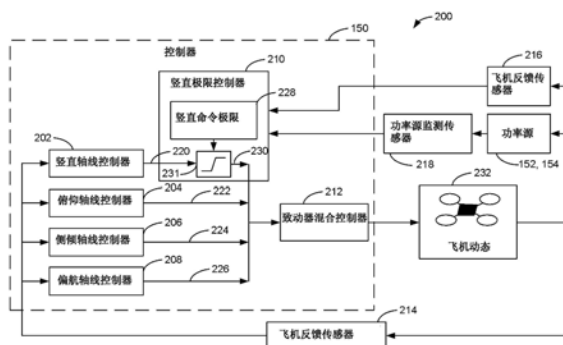 150
200
控制器
210
竖直极限控制器
228
竖直命令极限
216
飞机反馈传
感器
202
竖直轴线控制器
220
231
230
功率源监测传
感器
218
功率源
152, 154
204
俯仰轴线控制器
222
212
致动器混合控制器
232
飞机动态
206
侧倾轴线控制器
224
208
偏航轴线控制器
226
214
飞机反馈传感器